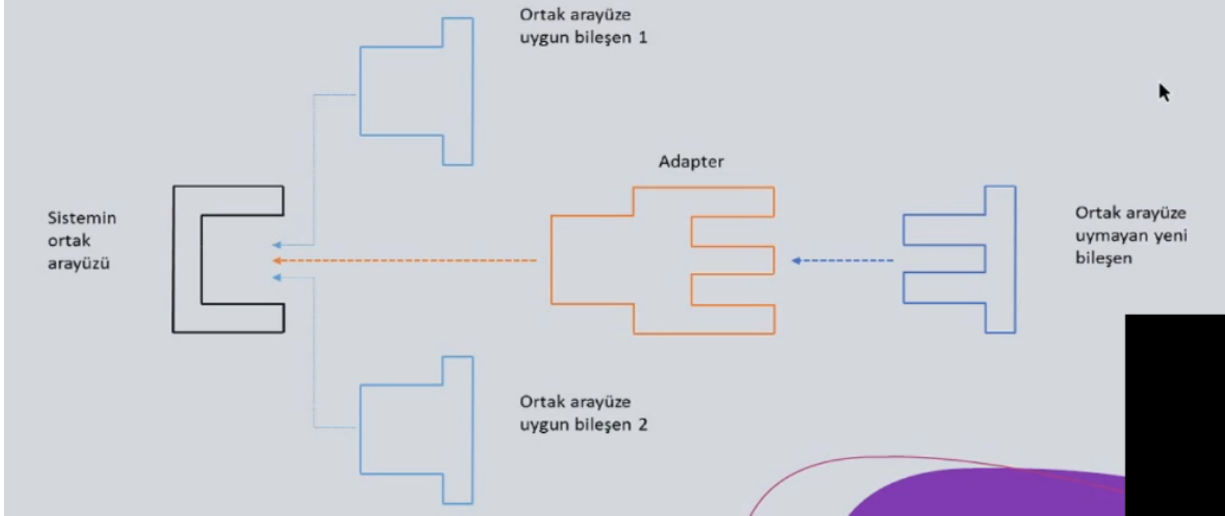 Ortak arayüze
uygun bileşen 1
Adapter
Sistemin
ortak
arayüzü
Ortak arayüze
uymayan yeni
bileşen
Ortak arayüze
uygun bileşen 2